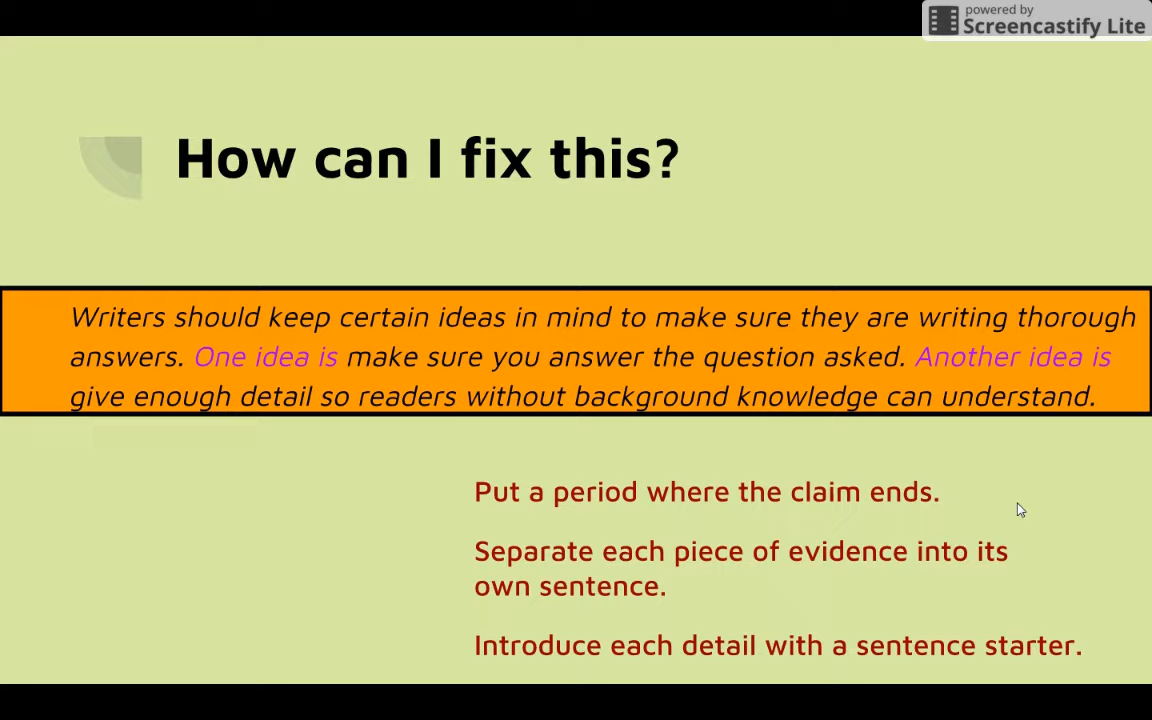 powered by
Screencastify Lite
How can I fix this?
Writers should keep certain ideas in mind to make sure they are writing thorough
answers. One idea is make sure you answer the question asked. Another idea is
give enough detail so readers without background knowledge can understand.
Put a period where the claim ends.
Separate each piece of evidence into its
own sentence.
Introduce each detail with a sentence starter.